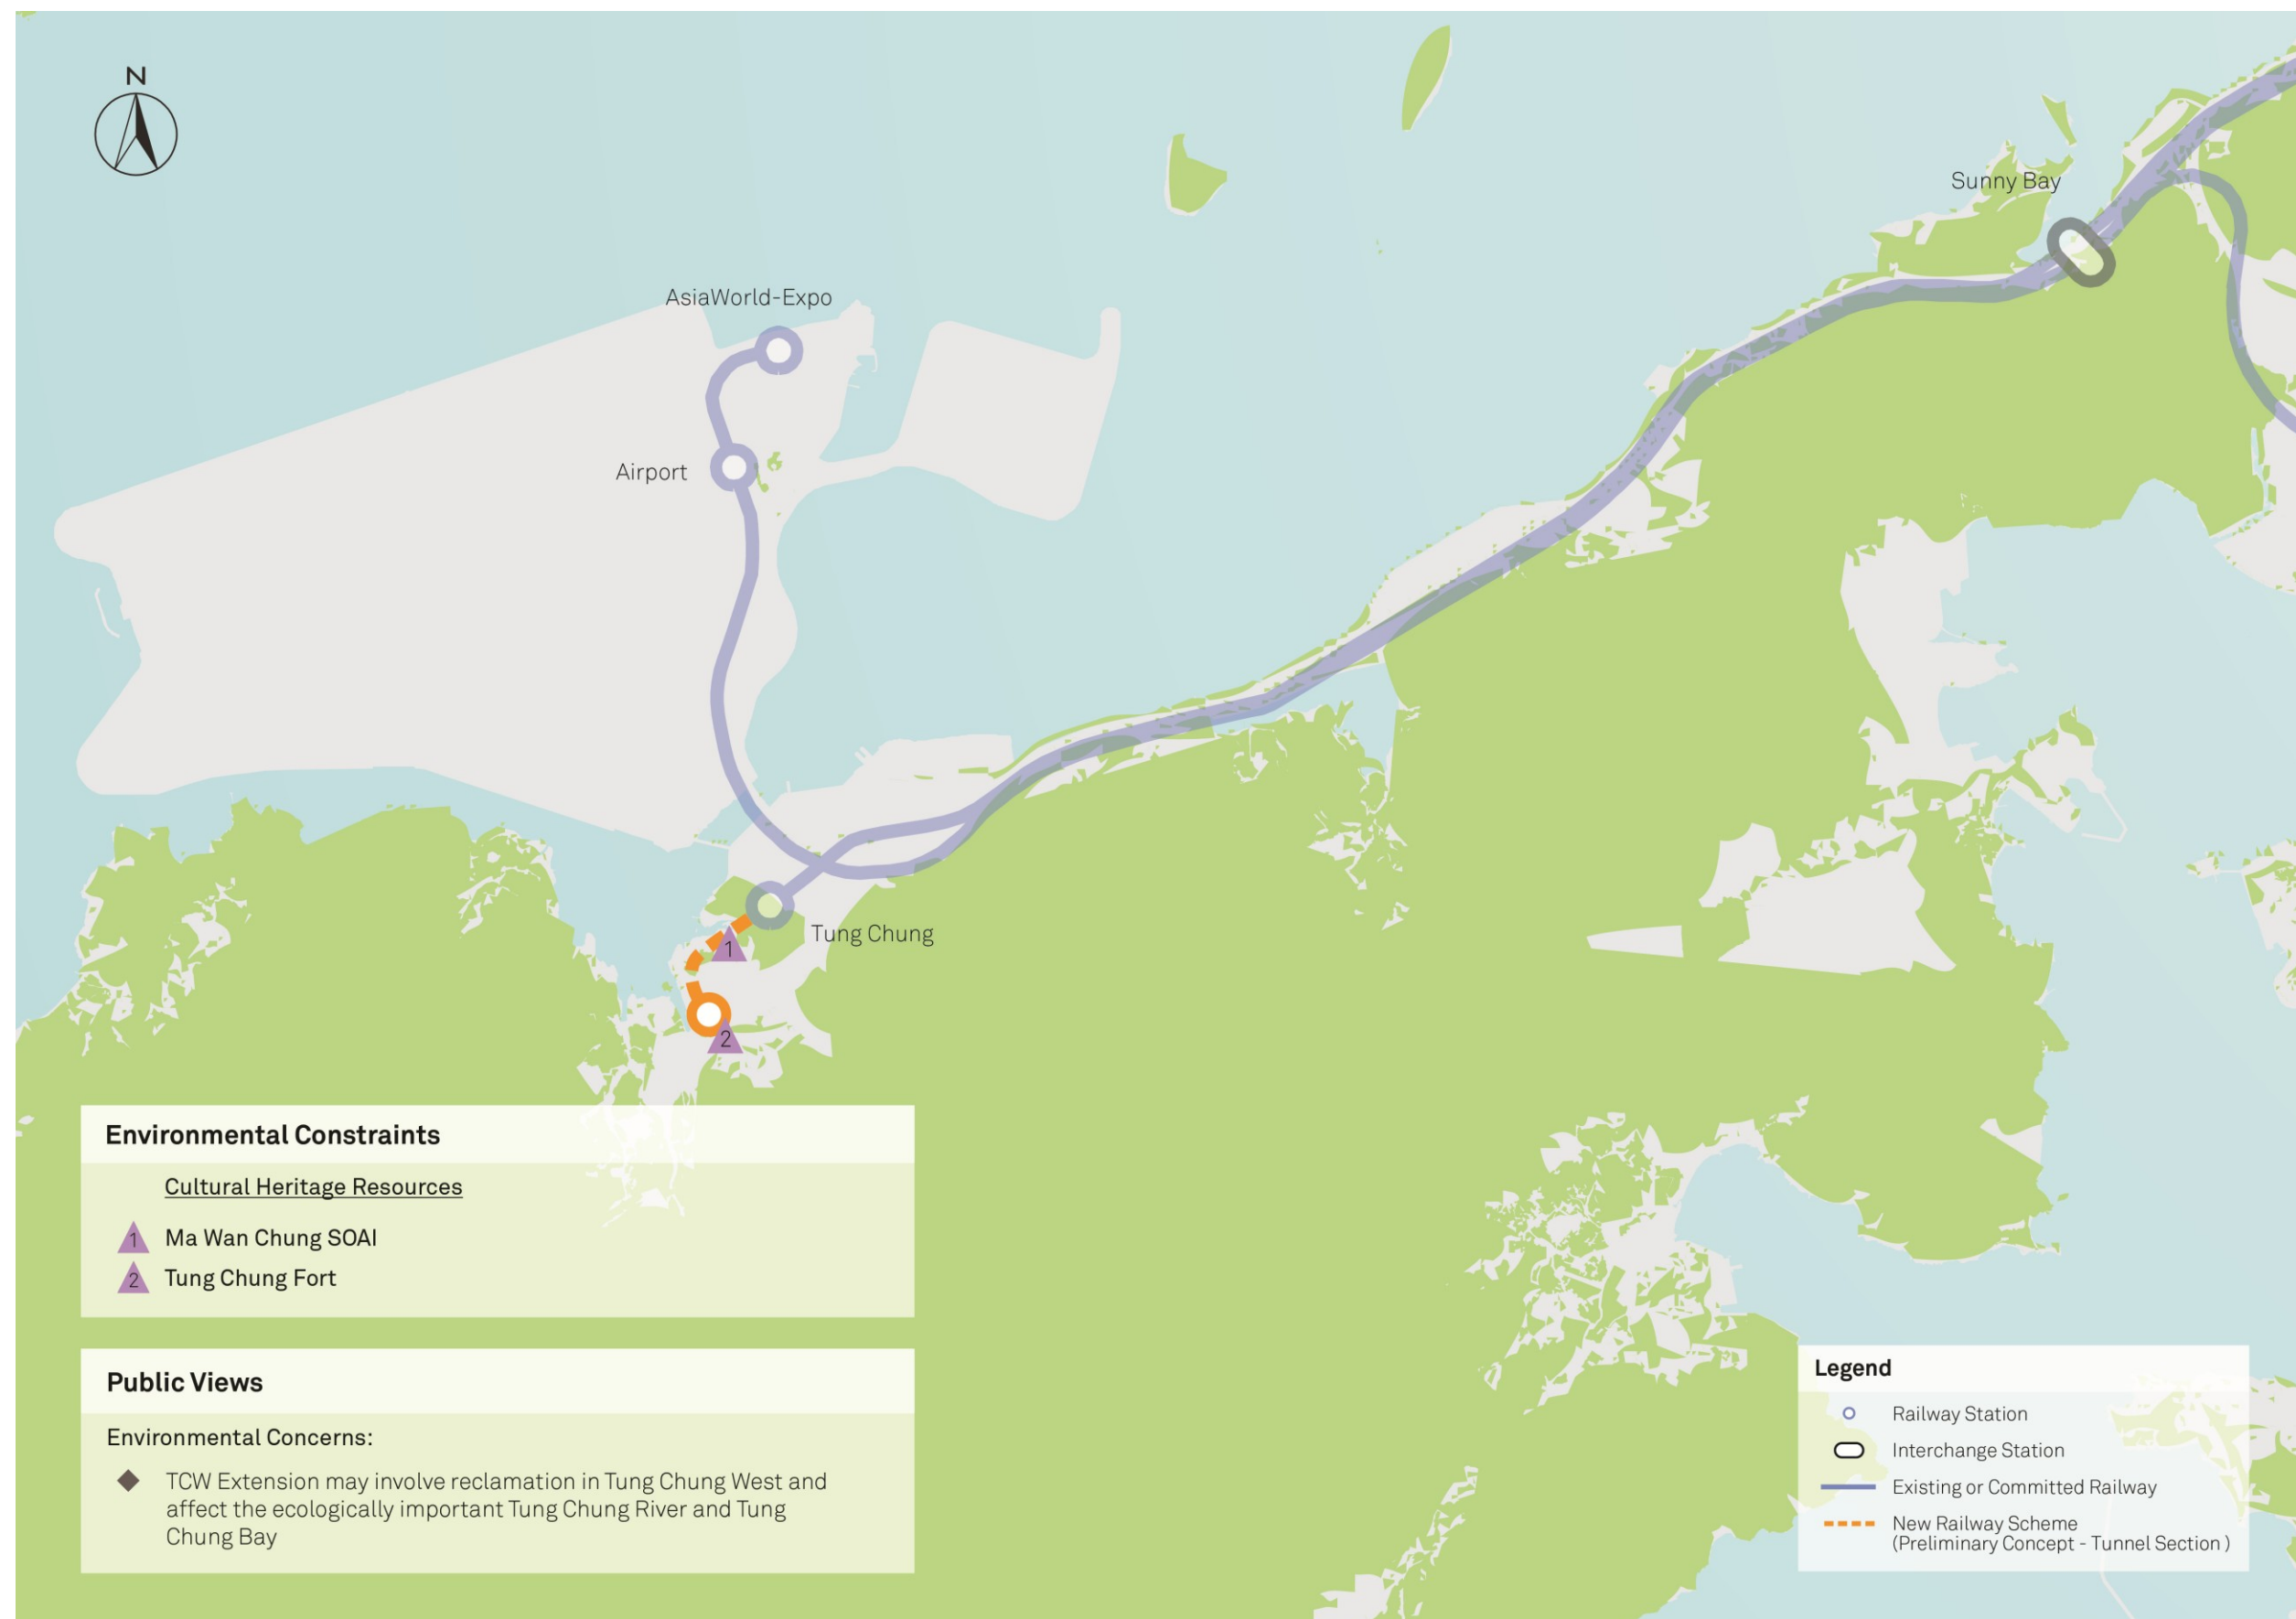 N
Sunny Bay
AsiaWorld-Expo
Airport
Tung Chung
1
2
Environmental Constraints
Cultural Heritage Resources
1 Ma Wan Chung SOAI
2 Tung Chung Fort
Public Views
Environmental Concerns:
TCW Extension may involve reclamation in Tung Chung West and
affect the ecologically important Tung Chung River and Tung
Chung Bay
Legend
Railway Station
Interchange Station
Existing or Committed Railway
New Railway Scheme
(Preliminary Concept - Tunnel Section )